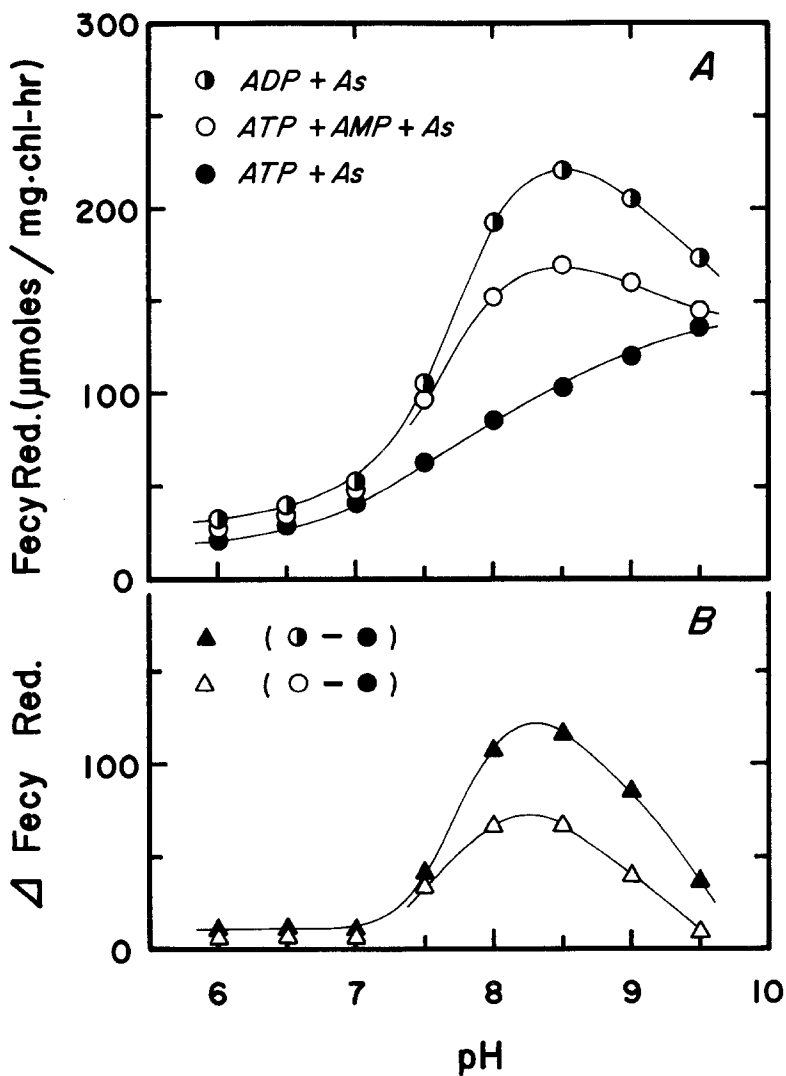 300
A
ADP + As
ATP + AMP + As
ATP + As
200
100
0
Fecy Red. (μmoles / mg·chl-hr)
B
( ◑ – ● )
( ○ – ● )
100
0
Δ Fecy Red.
6 7 8 9 10
pH